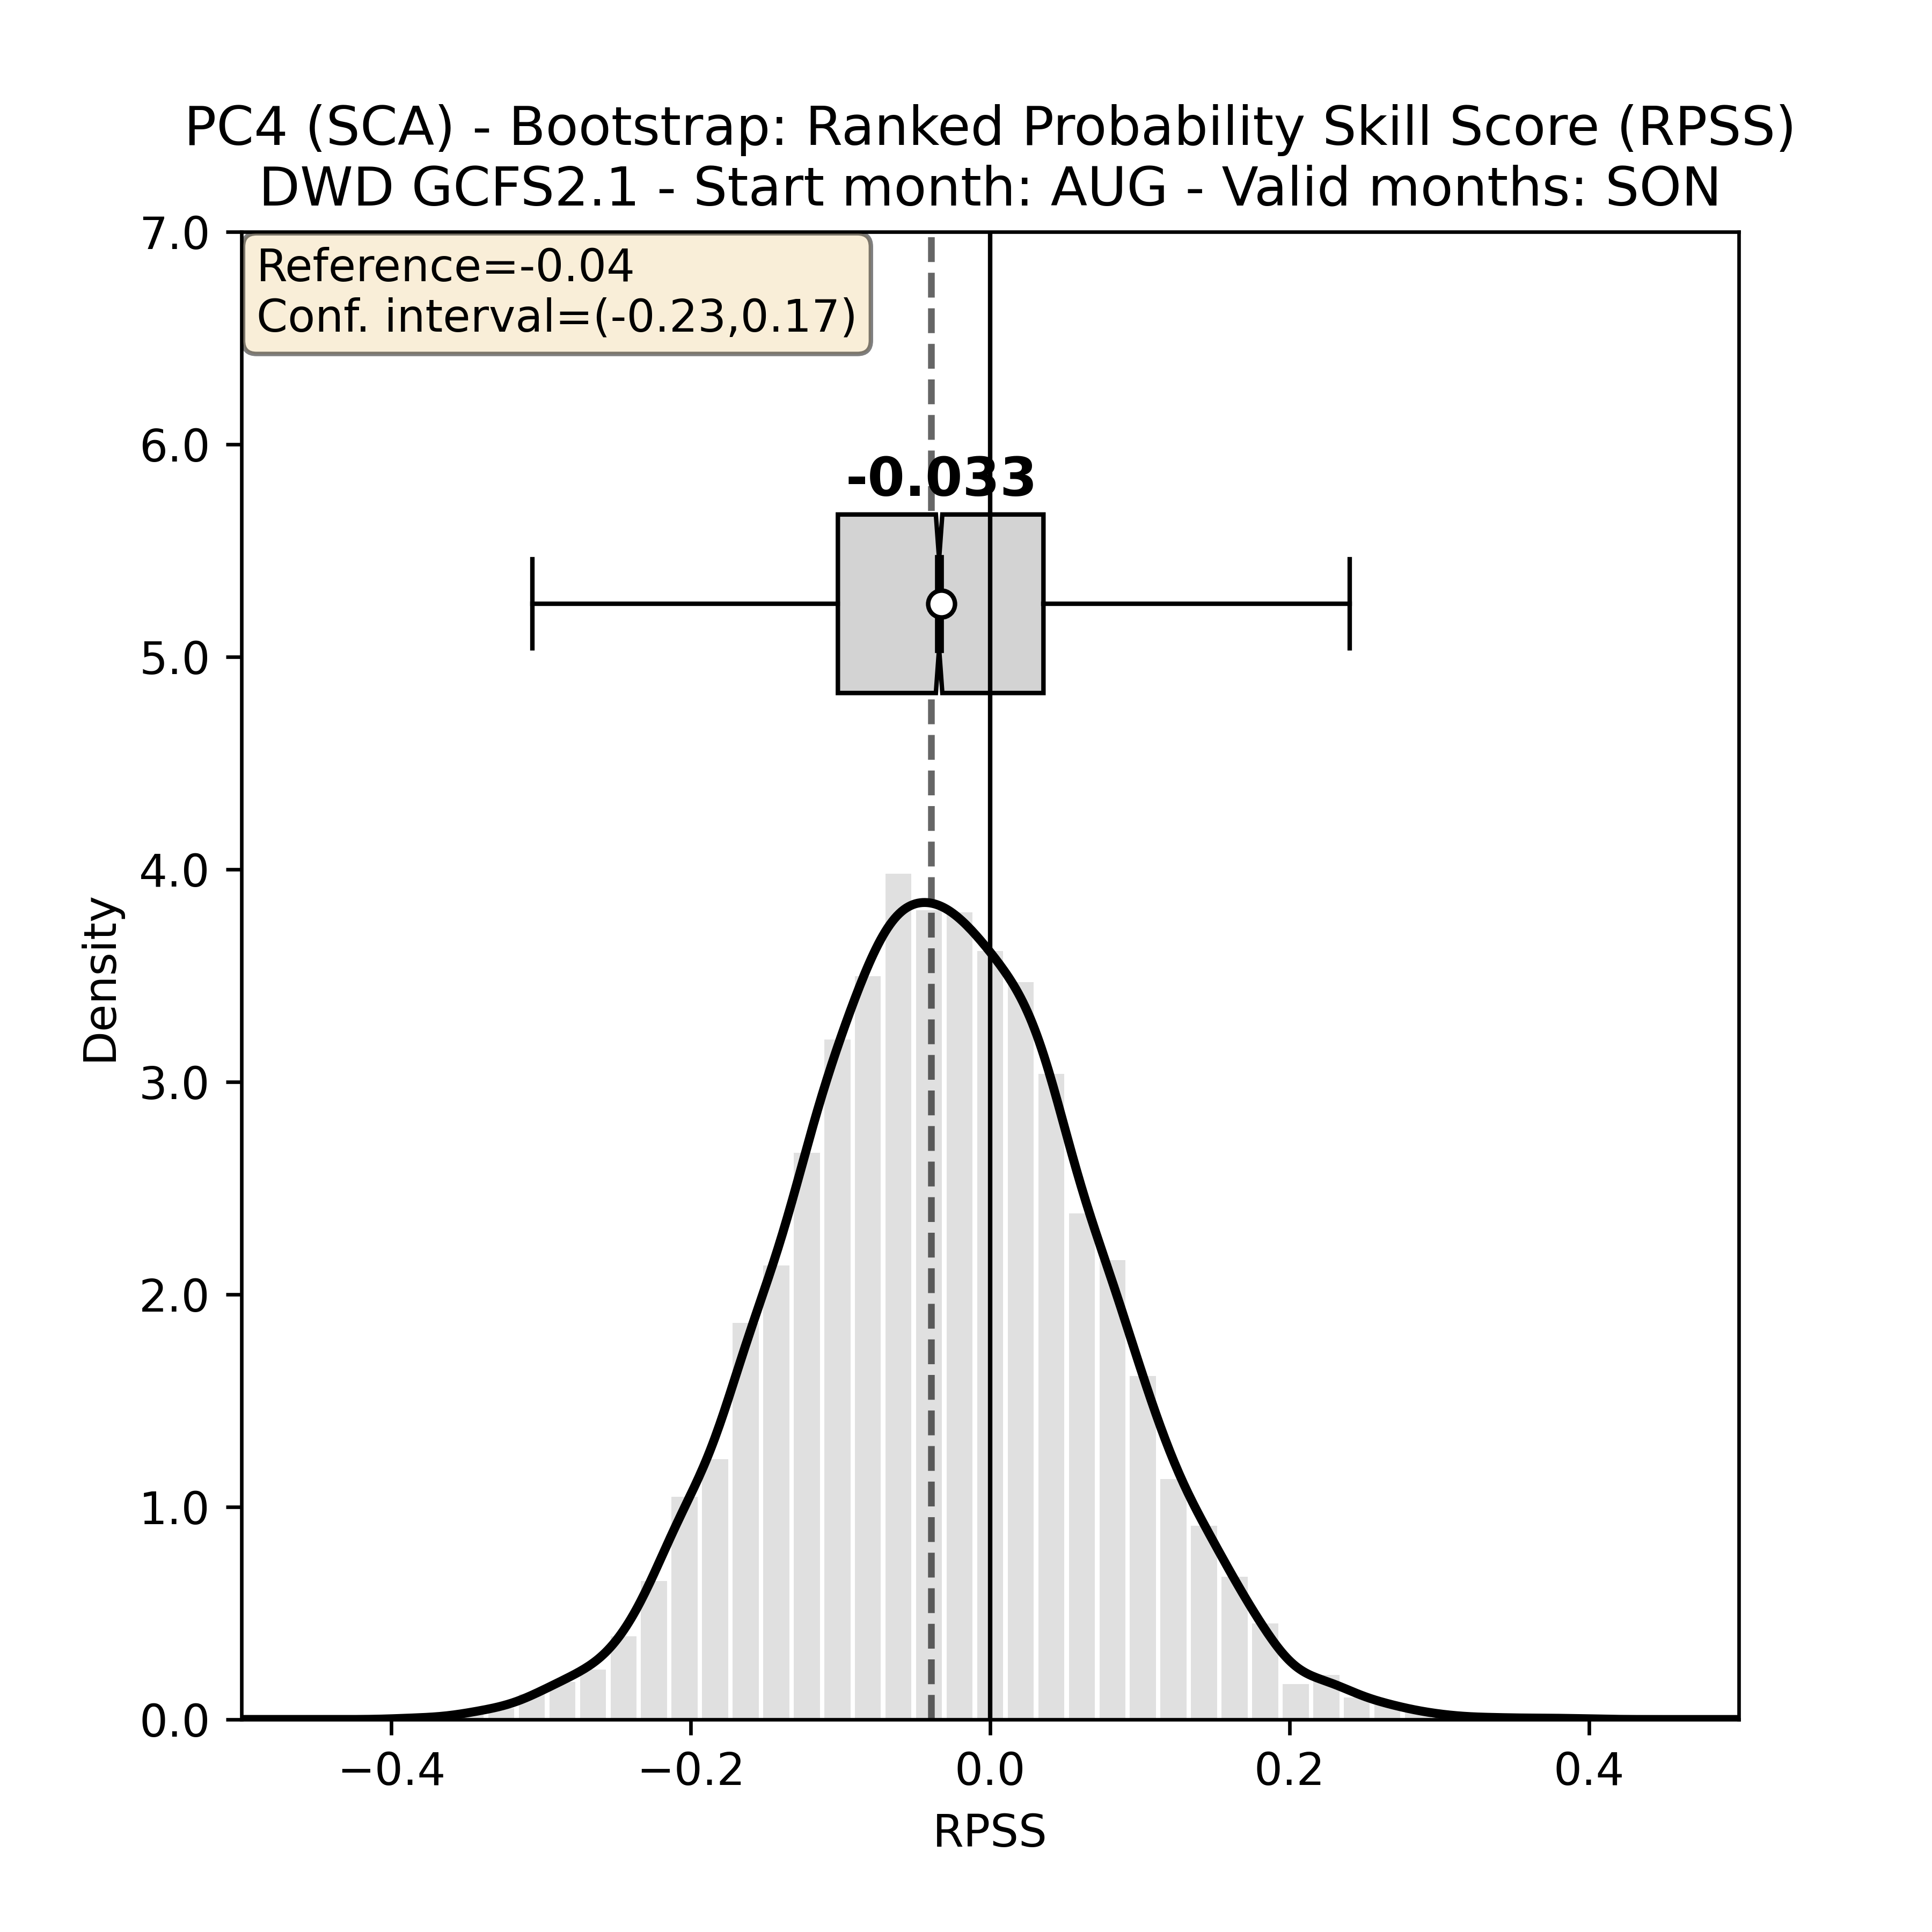 PC4 (SCA) - Bootstrap: Ranked Probability Skill Score (RPSS)
DWD GCFS2.1 - Start month: AUG - Valid months: SON
Reference=-0.04
Conf. interval=(-0.23,0.17)
-0.033
7.0
6.0
5.0
4.0
3.0
2.0
1.0
0.0
Density
−0.4
−0.2
0.0
0.2
0.4
RPSS